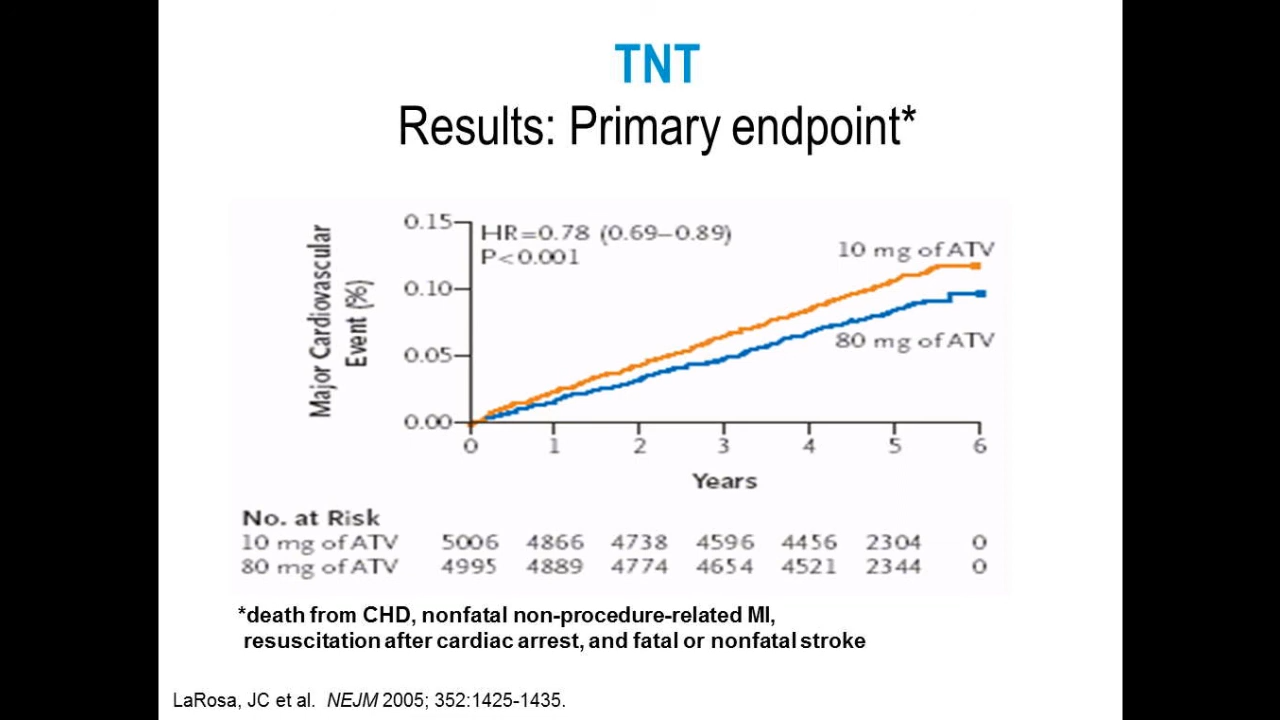 TNT
Results: Primary endpoint*
Major Cardiovascular
Event (%)
0.15
0.10
0.05
0.00
HR=0.78 (0.69–0.89)
P<0.001
10 mg of ATV
80 mg of ATV
0 1 2 3 4 5 6
Years
No. at Risk
10 mg of ATV 5006 4866 4738 4596 4456 2304 0
80 mg of ATV 4995 4889 4774 4654 4521 2344 0
*death from CHD, nonfatal non-procedure-related MI,
resuscitation after cardiac arrest, and fatal or nonfatal stroke
LaRosa, JC et al. NEJM 2005; 352:1425-1435.